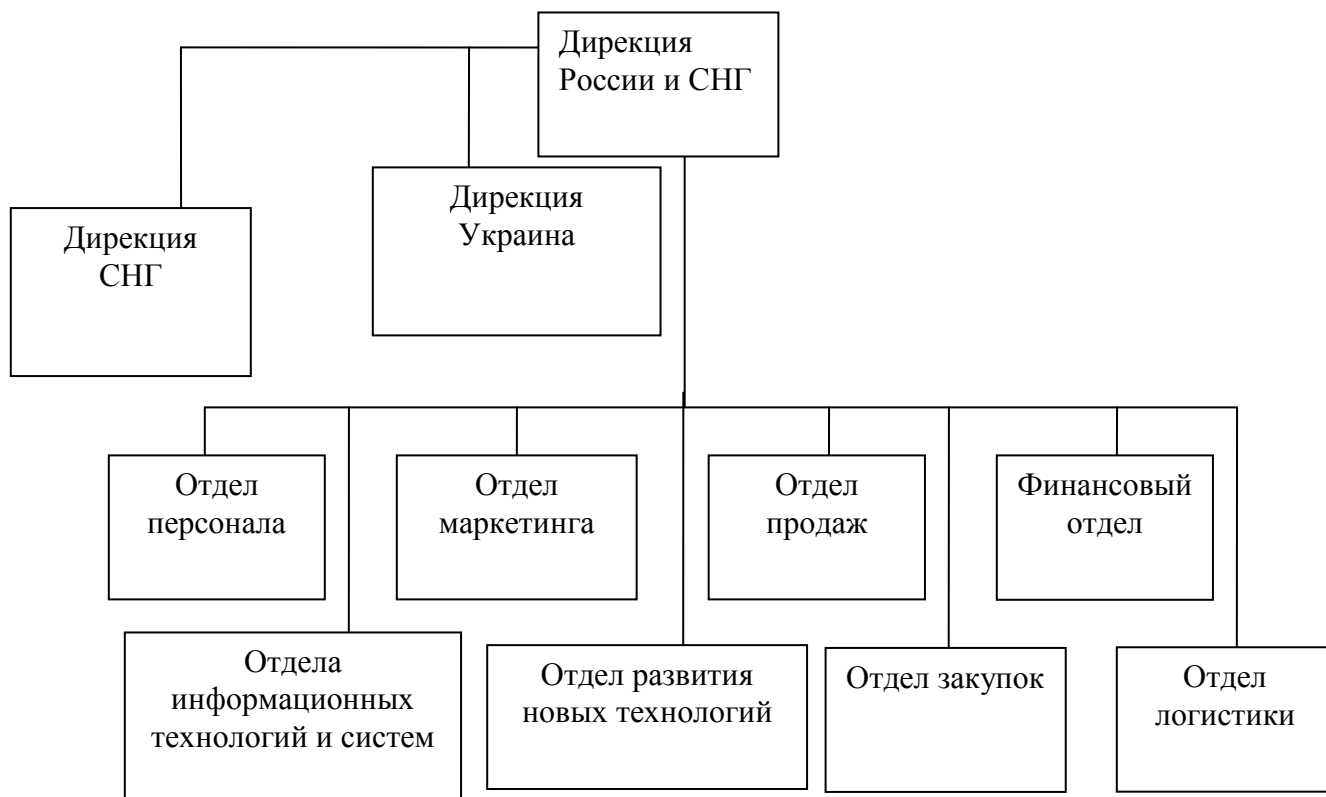 Дирекция
России и СНГ
Дирекция
Украина
Дирекция
СНГ
Отдел
персонала
Отдел
маркетинга
Отдел
продаж
Финансовый
отдел
Отдела
информационных
технологий и систем
Отдел развития
новых технологий
Отдел закупок
Отдел
логистики